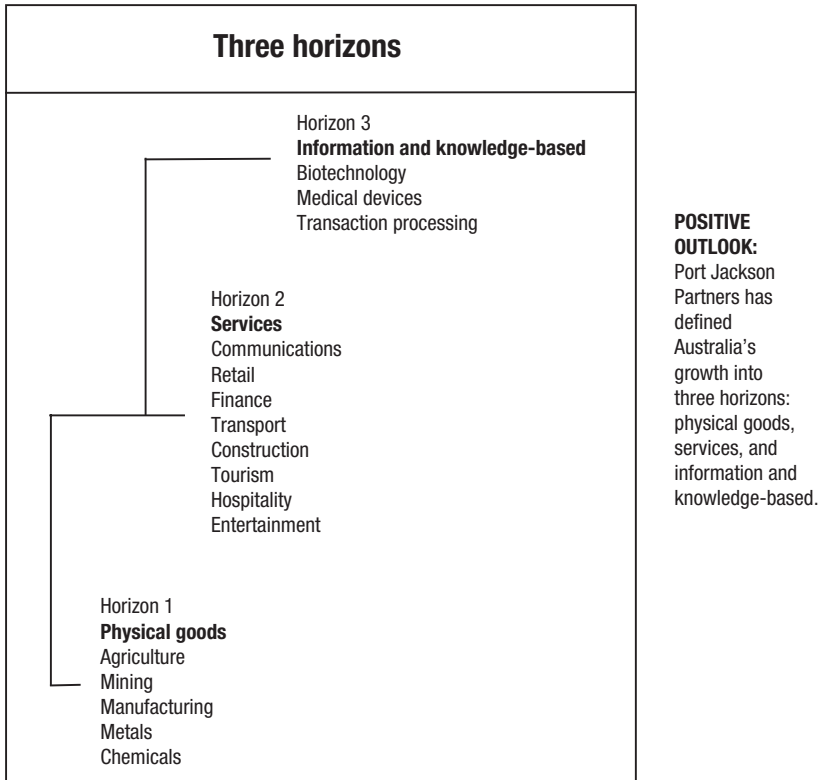 Three horizons
Horizon 3
Information and knowledge-based
Biotechnology
Medical devices
Transaction processing
Horizon 2
Services
Communications
Retail
Finance
Transport
Construction
Tourism
Hospitality
Entertainment
Horizon 1
Physical goods
Agriculture
Mining
Manufacturing
Metals
Chemicals
POSITIVE
OUTLOOK:
Port Jackson
Partners has
defined
Australia’s
growth into
three horizons:
physical goods,
services, and
information and
knowledge-based.